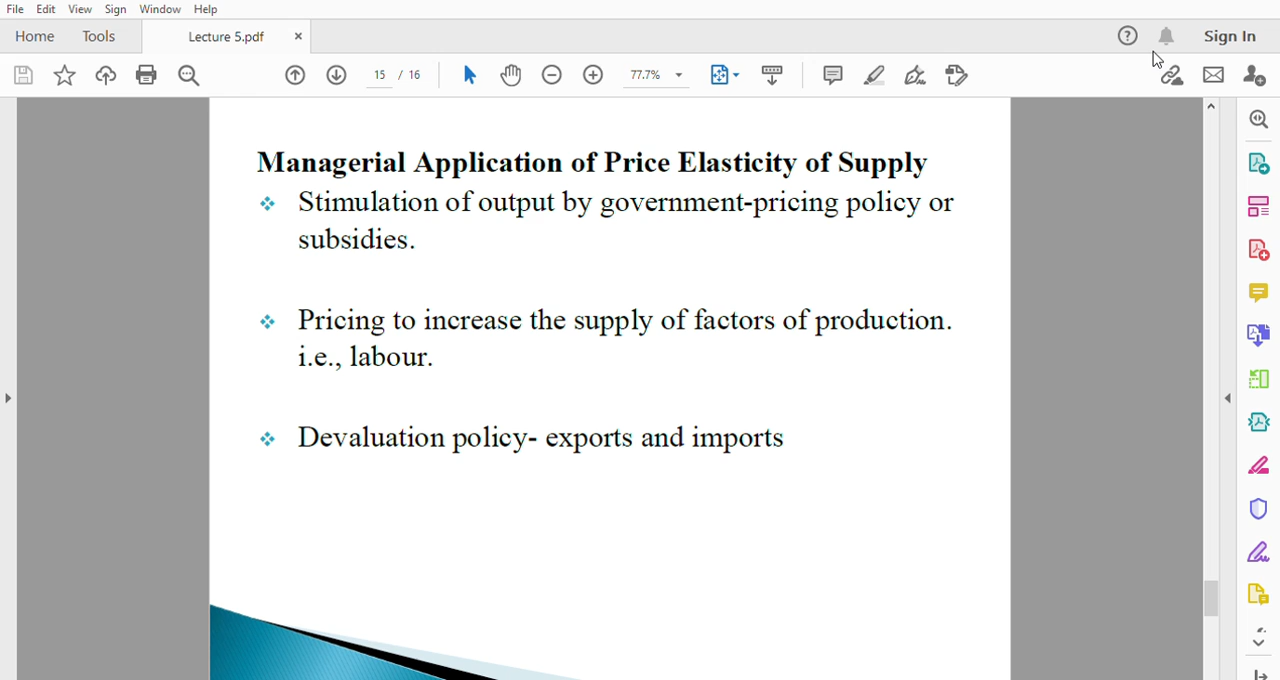 File Edit View Sign Window Help
Home Tools Lecture 5.pdf × Sign In
15 / 16 77.7%
Managerial Application of Price Elasticity of Supply
Stimulation of output by government-pricing policy or
subsidies.
Pricing to increase the supply of factors of production.
i.e., labour.
Devaluation policy- exports and imports